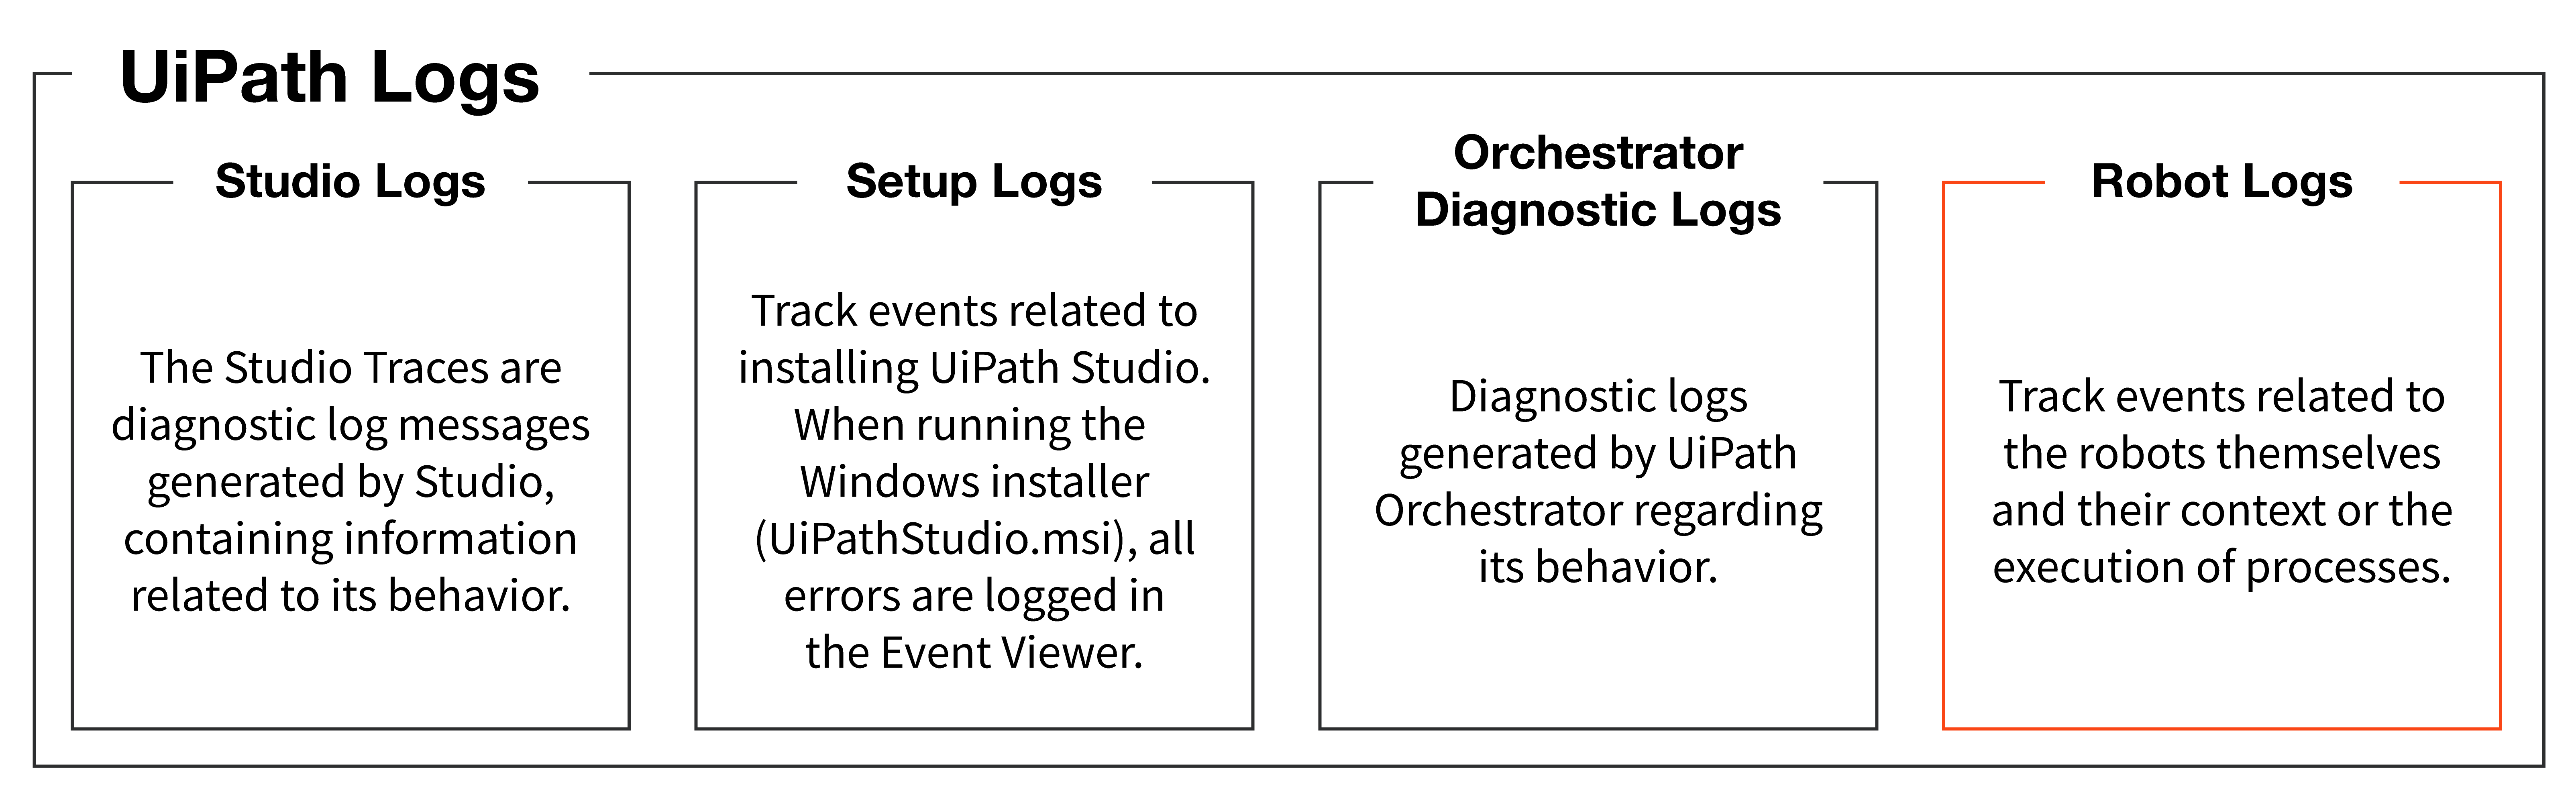 UiPath Logs
Studio Logs
The Studio Traces are
diagnostic log messages
generated by Studio,
containing information
related to its behavior.
Setup Logs
Track events related to
installing UiPath Studio.
When running the
Windows installer
(UiPathStudio.msi), all
errors are logged in
the Event Viewer.
Orchestrator
Diagnostic Logs
Diagnostic logs
generated by UiPath
Orchestrator regarding
its behavior.
Robot Logs
Track events related to
the robots themselves
and their context or the
execution of processes.